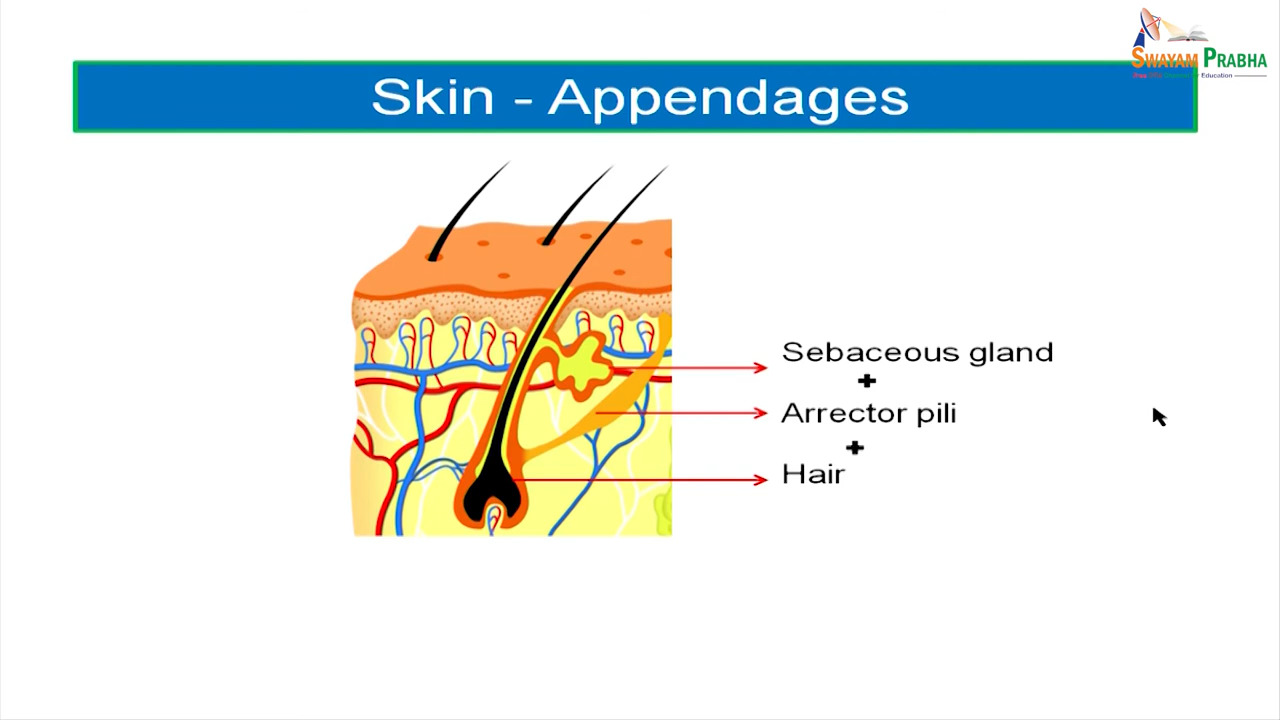 SWAYAM PRABHA
Skin - Appendages
Sebaceous gland
+
Arrector pili
+
Hair